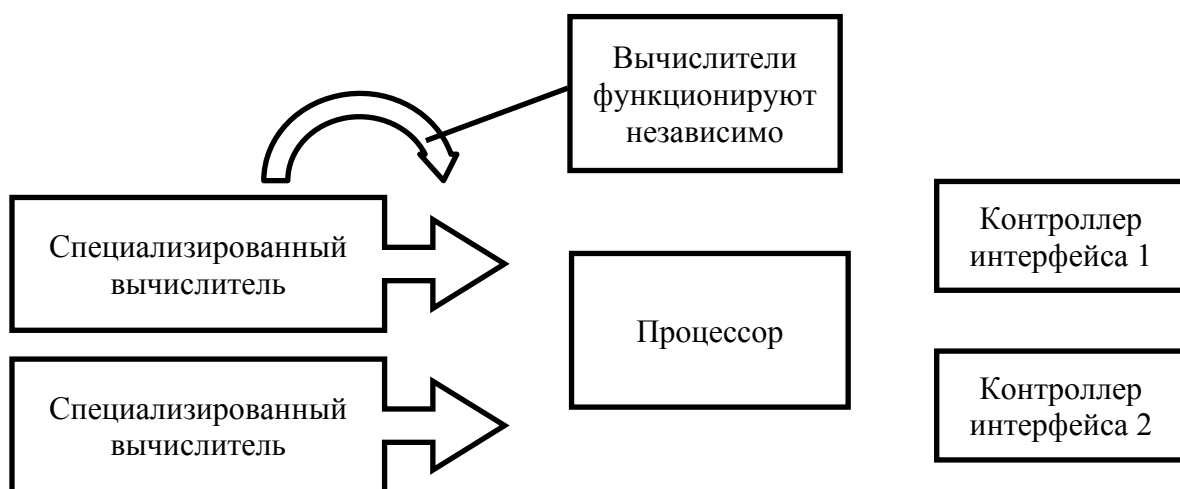 Вычислители
функционируют
независимо
Специализированный
вычислитель
Контроллер
интерфейса 1
Процессор
Специализированный
вычислитель
Контроллер
интерфейса 2